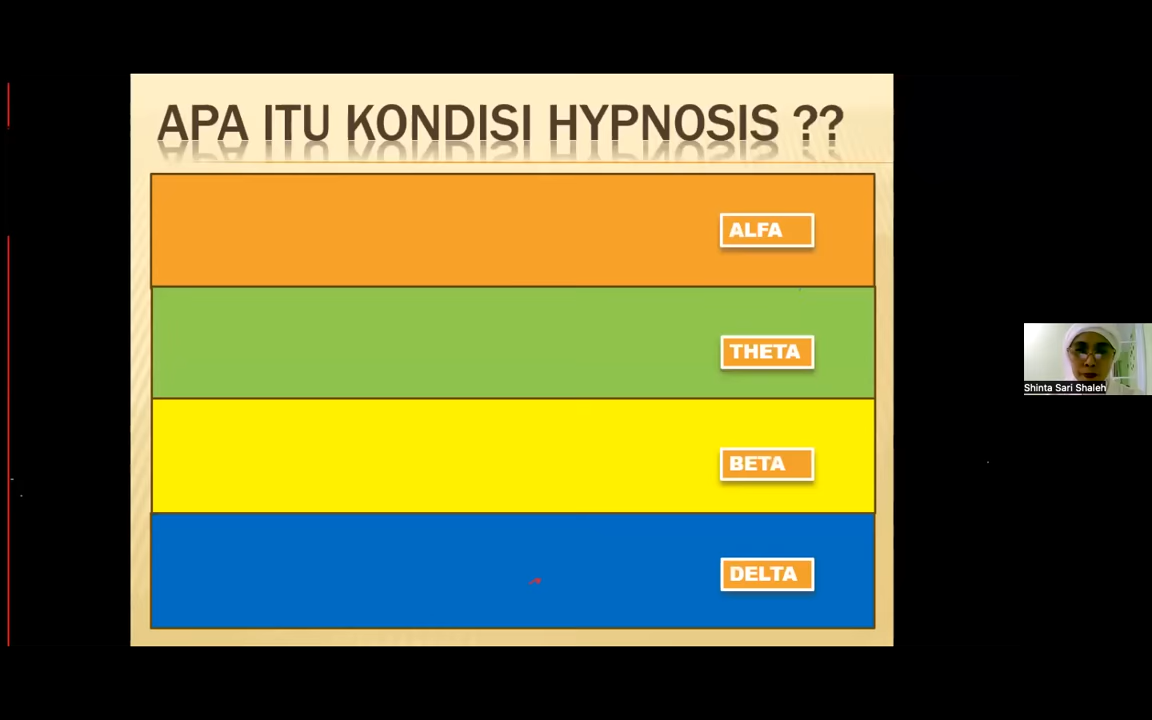 APA ITU KONDISI HYPNOSIS ??
ALFA
THETA
BETA
DELTA
Shinta Sari Shaleh